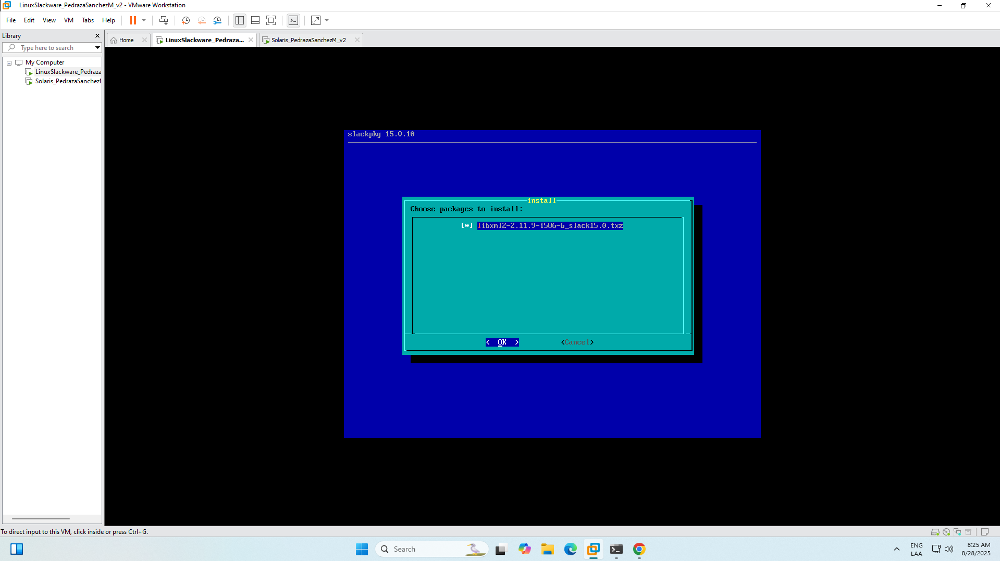 LinuxSlackware_PedrazaSanchezM_v2 - VMware Workstation
File Edit View VM Tabs Help
Library
Type here to search
My Computer
LinuxSlackware_Pedraza
Solaris_PedrazaSanchezM
Home
LinuxSlackware_Pedraza...
Solaris_PedrazaSanchezM_v2
slackpkg 15.0.10
install
Choose packages to install:
[*] libxml2-2.11.9-i586-6_slack15.0.txz
< OK > <Cancel>
To direct input to this VM, click inside or press Ctrl+G.
Search
ENG
LAA
8:25 AM
8/28/2025